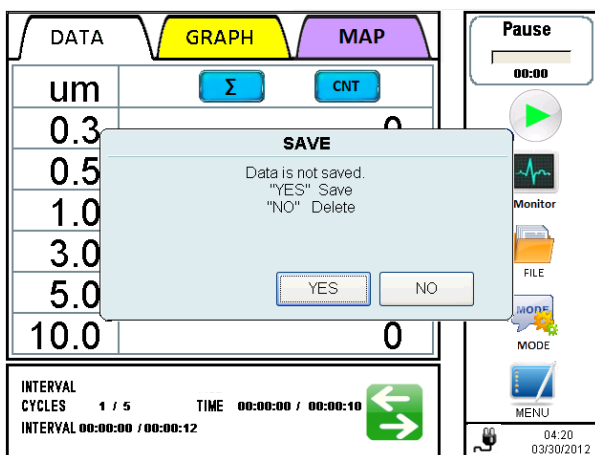 DATA GRAPH MAP
um Σ CNT
0.3 0
0.5
1.0
3.0
5.0
10.0 0
SAVE
Data is not saved.
"YES" Save
"NO" Delete
YES NO
INTERVAL
CYCLES 1 / 5 TIME 00:00:00 / 00:00:10
INTERVAL 00:00:00 / 00:00:12
Pause
00:00
Monitor
FILE
MODE
MODE
MENU
04:20
03/30/2012